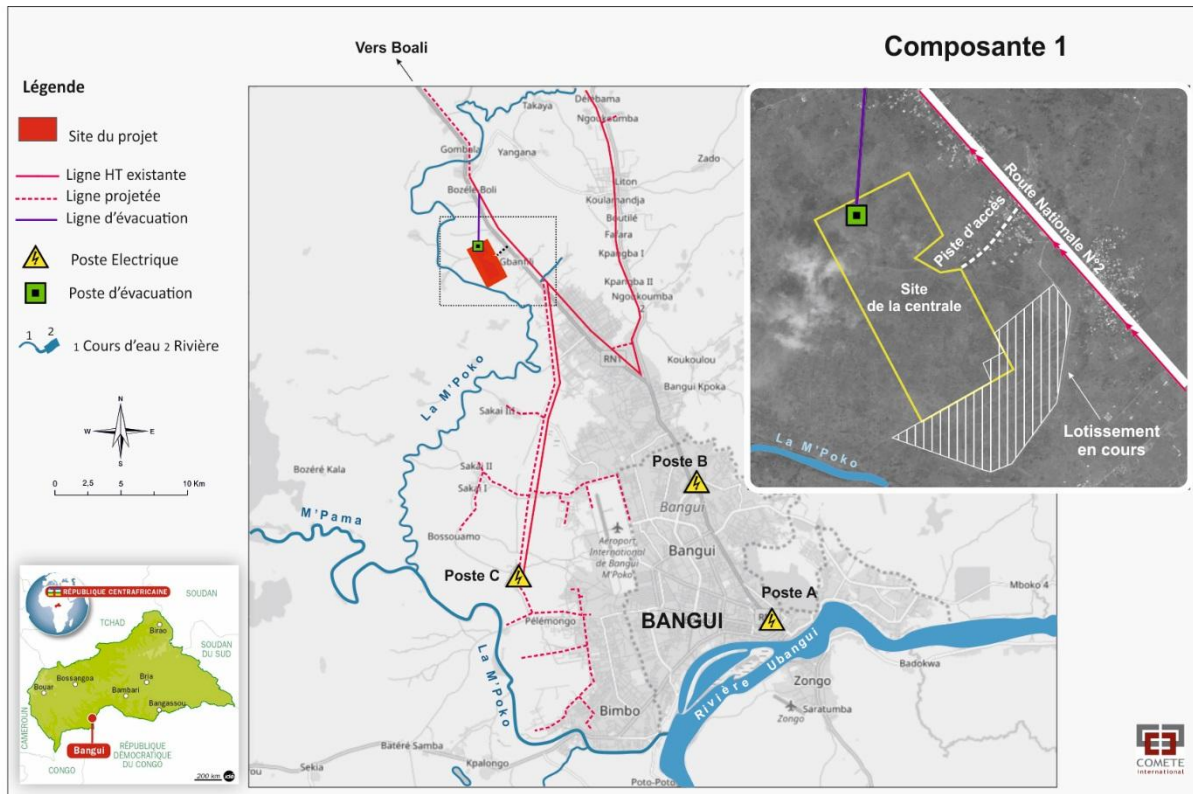 Composante 1
Vers Boali
Légende
Site du projet
Ligne HT existante
Ligne projetée
Ligne d'évacuation
Poste Electrique
Poste d'évacuation
1 2
1 Cours d'eau 2 Rivière
N
W E
S
0 2,5 5 10 Km
RÉPUBLIQUE CENTRAFRICAINE
SOUDAN
TCHAD
Birao
SOUDAN
DU SUD
Bossangoa
Bria
Bouar
Bambari
Bangassou
CAMEROUN
Bangui
RÉPUBLIQUE
DÉMOCRATIQUE
DU CONGO
CONGO
200 km
Takaya
Délébama
Ngoukoumba
Gombala
Yangana
Zado
Liton
Bozélé-Boli
Koulamandja
Boutilé
Fafara
Kpangba I
Gbantili
Kpangba II
Ngoukoumba
2
RN1
Koukoulou
Bangui Kpoka
La M'Poko
Sakai III
Bozéré Kala
Sakai II
Sakai I
Poste B
Bangui
M'Pama
Bossouamo
Aéroport
International
de Bangui
M'Poko
Bangui
Poste C
Poste A
Mboko 4
Pélémongo
BANGUI
La M'Poko
Rivière Ubangui
Badokwa
Zongo
Zongo
Saratumba
Bimbo
Batéré Samba
Sekia
Kpalongo
Poto-Poto
Route Nationale N°2
Piste d'accès
Site
de la centrale
Lotissement
en cours
La M'Poko
COMETE
International